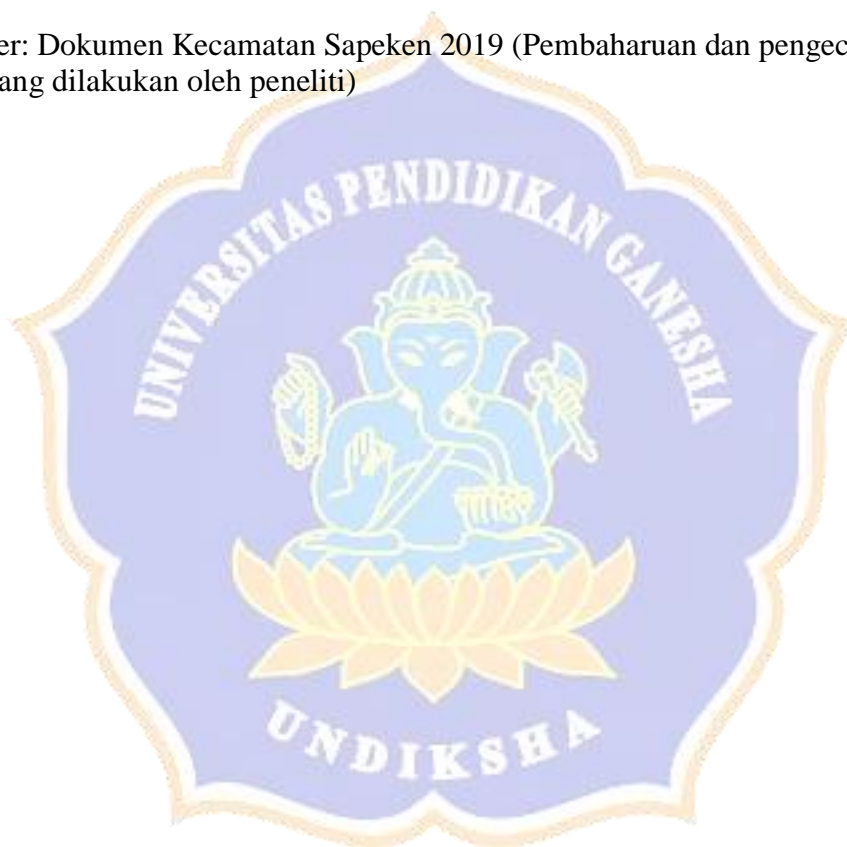 er: Dokumen Kecamatan Sapeken 2019 (Pembaharuan dan pengec
ang dilakukan oleh peneliti)
UNIVERSITAS PENDIDIKAN GANESHA
UNDIKSHA